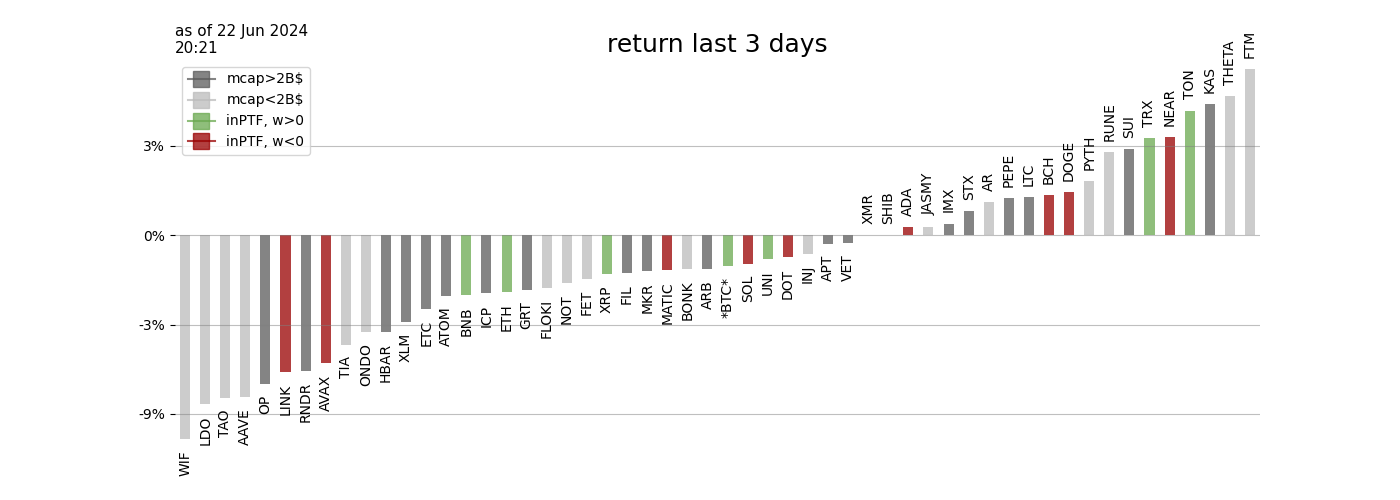 as of 22 Jun 2024
20:21
return last 3 days
mcap>2B$
mcap<2B$
inPTF, w>0
inPTF, w<0
3%
0%
-3%
-9%
WIF
LDO
TAO
AAVE
OP
LINK
RNDR
AVAX
TIA
ONDO
HBAR
XLM
ETC
ATOM
BNB
ICP
ETH
GRT
FLOKI
NOT
FET
XRP
FIL
MKR
MATIC
BONK
ARB
*BTC*
SOL
UNI
DOT
INJ
APT
VET
XMR
SHIB
ADA
JASMY
IMX
STX
AR
PEPE
LTC
BCH
DOGE
PYTH
RUNE
SUI
TRX
NEAR
TON
KAS
THETA
FTM